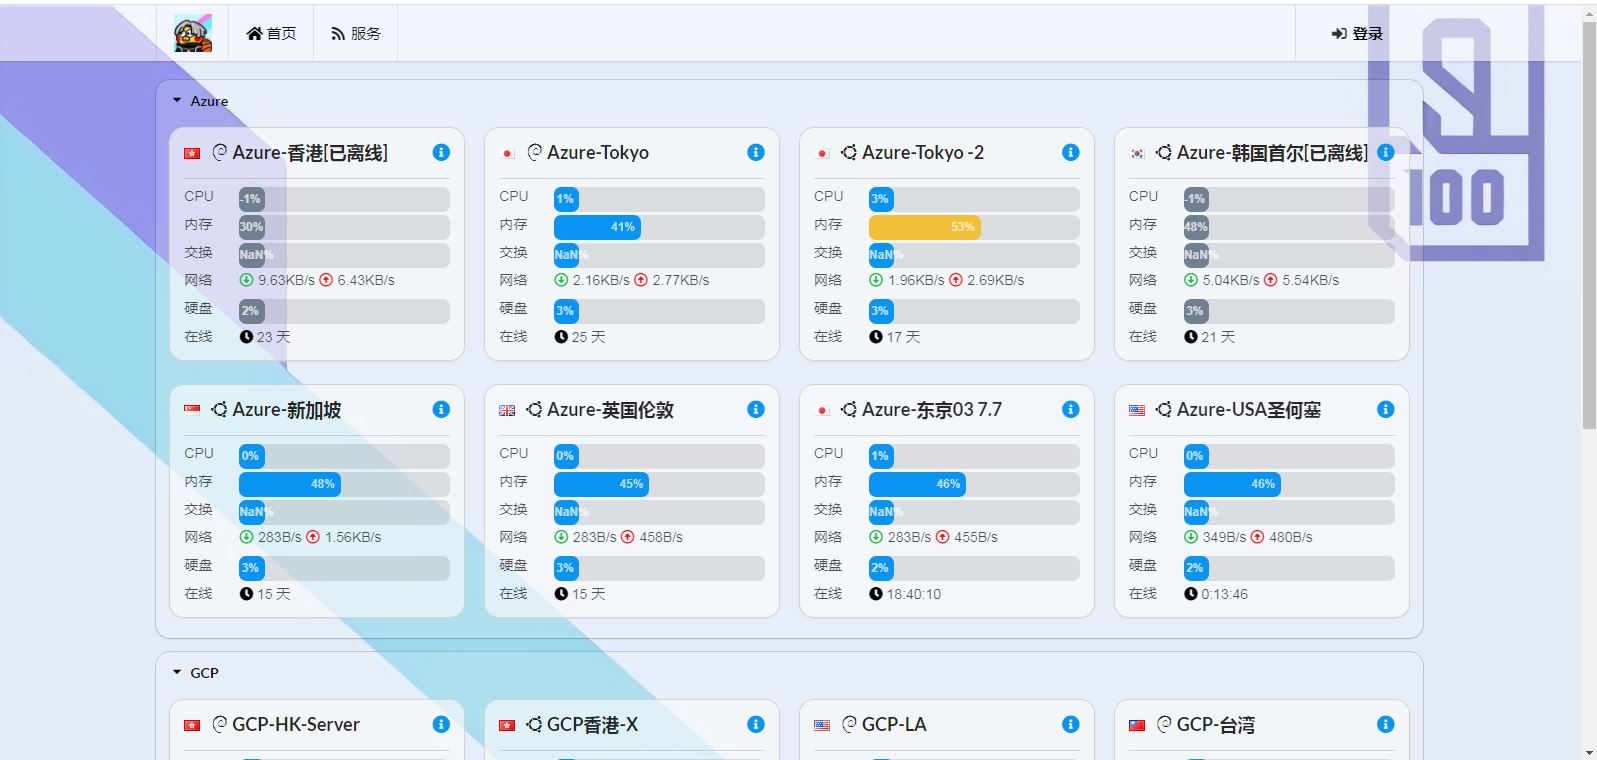 首页 服务 登录
100
Azure
Azure-香港[已离线] Azure-Tokyo Azure-Tokyo -2 Azure-韩国首尔[已离线]
CPU -1% CPU 1% CPU 3% CPU -1%
内存 30% 内存 41% 内存 53% 内存 48%
交换 NaN% 交换 NaN% 交换 NaN% 交换 NaN%
网络 9.63KB/s 6.43KB/s 网络 2.16KB/s 2.77KB/s 网络 1.96KB/s 2.69KB/s 网络 5.04KB/s 5.54KB/s
硬盘 2% 硬盘 3% 硬盘 3% 硬盘 3%
在线 23 天 在线 25 天 在线 17 天 在线 21 天
Azure-新加坡 Azure-英国伦敦 Azure-东京03 7.7 Azure-USA圣何塞
CPU 0% CPU 0% CPU 1% CPU 0%
内存 48% 内存 45% 内存 46% 内存 46%
交换 NaN% 交换 NaN% 交换 NaN% 交换 NaN%
网络 283B/s 1.56KB/s 网络 283B/s 458B/s 网络 283B/s 455B/s 网络 349B/s 480B/s
硬盘 3% 硬盘 3% 硬盘 2% 硬盘 2%
在线 15 天 在线 15 天 在线 18:40:10 在线 0:13:46
GCP
GCP-HK-Server GCP香港-X GCP-LA GCP-台湾